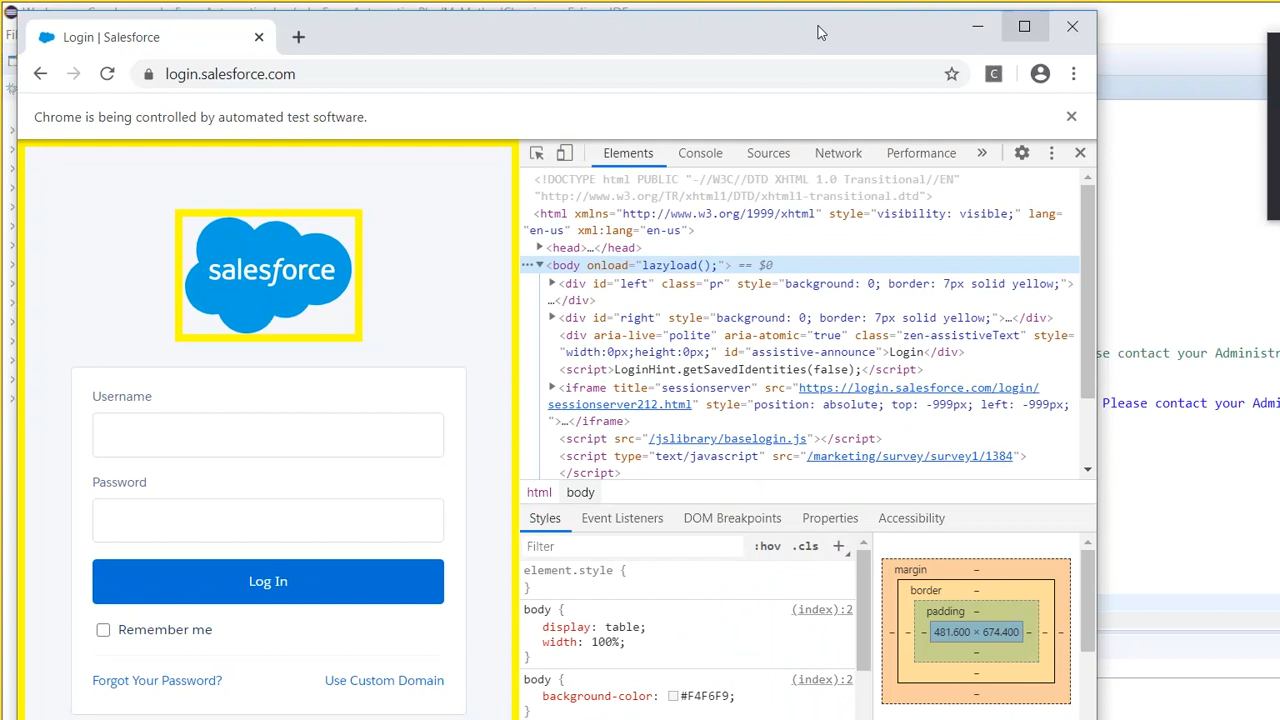 Login | Salesforce
login.salesforce.com
C
Chrome is being controlled by automated test software.
salesforce
Username
Password
Log In
Remember me
Forgot Your Password?
Use Custom Domain
Elements
Console
Sources
Network
Performance
»
<!DOCTYPE html PUBLIC "-//W3C//DTD XHTML 1.0 Transitional//EN"
"http://www.w3.org/TR/xhtml1/DTD/xhtml1-transitional.dtd">
<html xmlns="http://www.w3.org/1999/xhtml" style="visibility: visible;" lang=
"en-us" xml:lang="en-us">
<head>…</head>
<body onload="lazyload();"> == $0
<div id="left" class="pr" style="background: 0; border: 7px solid yellow;">
…</div>
<div id="right" style="background: 0; border: 7px solid yellow;">…</div>
<div aria-live="polite" aria-atomic="true" class="zen-assistiveText" style=
"width:0px;height:0px;" id="assistive-announce">Login</div>
<script>LoginHint.getSavedIdentities(false);</script>
<iframe title="sessionserver" src="https://login.salesforce.com/login/
sessionserver212.html" style="position: absolute; top: -999px; left: -999px;
">…</iframe>
<script src="/jslibrary/baselogin.js"></script>
<script type="text/javascript" src="/marketing/survey/survey1/1384">
</script>
html body
Styles
Event Listeners
DOM Breakpoints
Properties
Accessibility
Filter
:hov .cls +
element.style {
}
body { (index):2
display: table;
width: 100%;
}
body { (index):2
background-color: #F4F6F9;
margin –
border –
padding –
– – – 481.600 × 674.400 – – –
–
–
–
se contact your Administr
Please contact your Admi